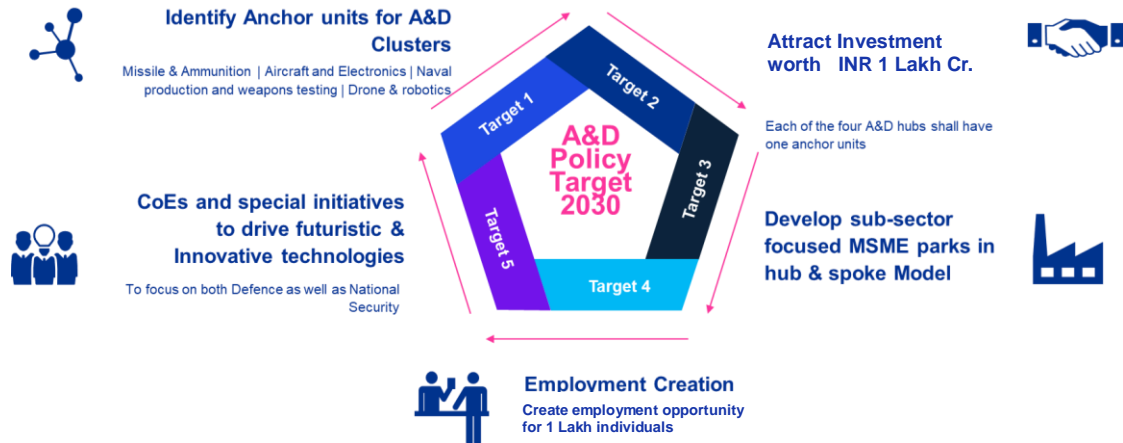 Identify Anchor units for A&D
Clusters
Missile & Ammunition | Aircraft and Electronics | Naval
production and weapons testing | Drone & robotics
Target 1
Target 2
Attract Investment
worth INR 1 Lakh Cr.
Each of the four A&D hubs shall have
one anchor units
A&D
Policy
Target
2030
Target 3
Develop sub-sector
focused MSME parks in
hub & spoke Model
Target 4
Employment Creation
Create employment opportunity
for 1 Lakh individuals
Target 5
CoEs and special initiatives
to drive futuristic &
Innovative technologies
To focus on both Defence as well as National
Security